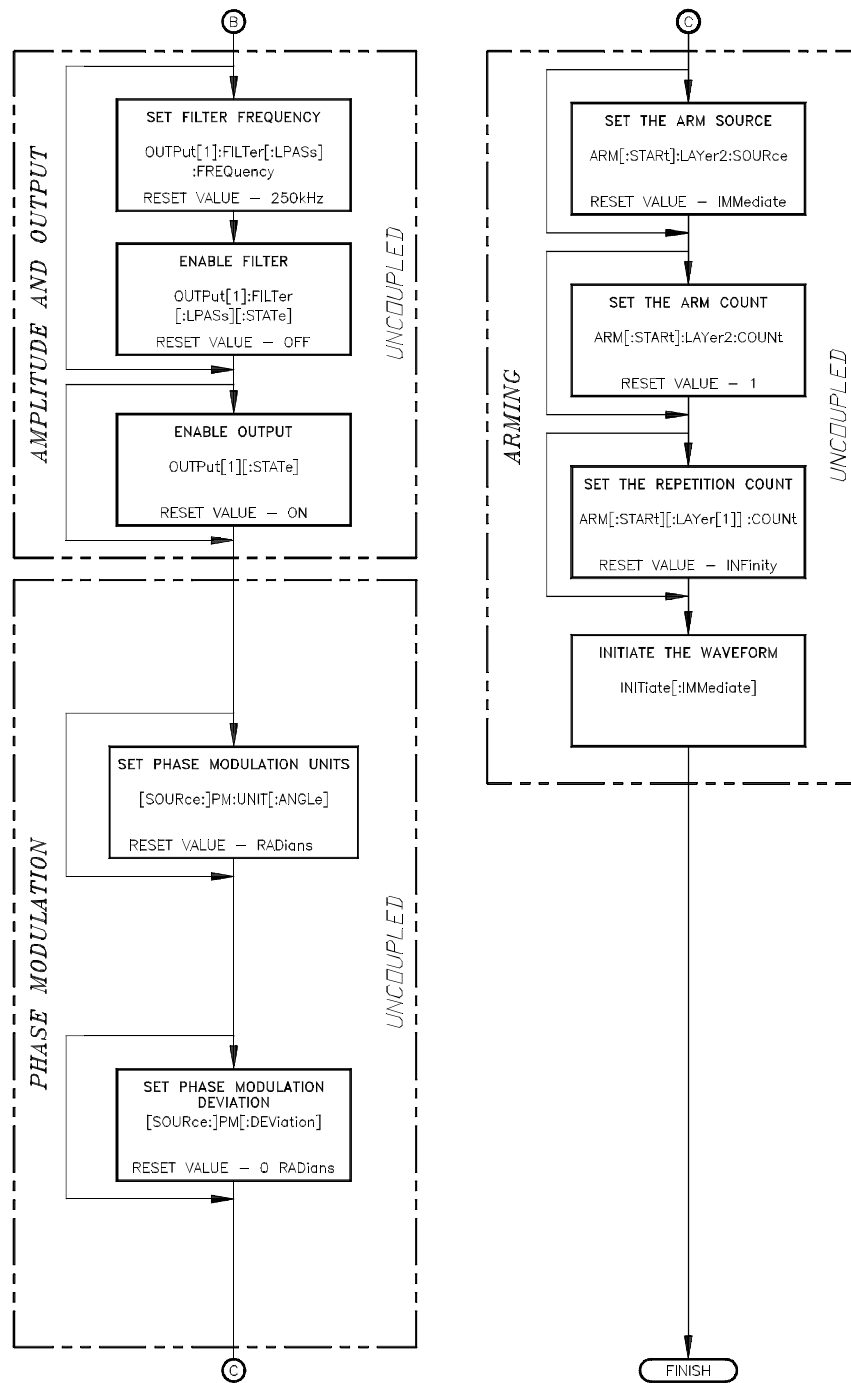 B
AMPLITUDE AND OUTPUT
SET FILTER FREQUENCY
OUTPut[1]:FILTer[:LPASs]
:FREQuency
RESET VALUE – 250kHz
ENABLE FILTER
OUTPut[1]:FILTer
[:LPASs][:STATe]
RESET VALUE – OFF
ENABLE OUTPUT
OUTPut[1][:STATe]
RESET VALUE – ON
UNCOUPLED
PHASE MODULATION
SET PHASE MODULATION UNITS
[SOURce:]PM:UNIT[:ANGLe]
RESET VALUE – RADians
SET PHASE MODULATION
DEVIATION
[SOURce:]PM[:DEViation]
RESET VALUE – 0 RADians
UNCOUPLED
C
C
ARMING
SET THE ARM SOURCE
ARM[:STARt]:LAYer2:SOURce
RESET VALUE – IMMediate
SET THE ARM COUNT
ARM[:STARt]:LAYer2:COUNt
RESET VALUE – 1
SET THE REPETITION COUNT
ARM[:STARt][:LAYer[1]] :COUNt
RESET VALUE – INFinity
INITIATE THE WAVEFORM
INITiate[:IMMediate]
UNCOUPLED
FINISH